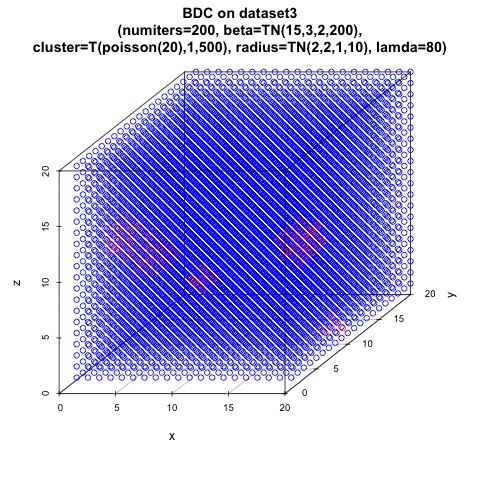 BDC on dataset3
(numiters=200, beta=TN(15,3,2,200),
cluster=T(poisson(20),1,500), radius=TN(2,2,1,10), lamda=80)
20
15
z
10
5
0
0
5
10
15
20
x
0
5
10
15
20
y